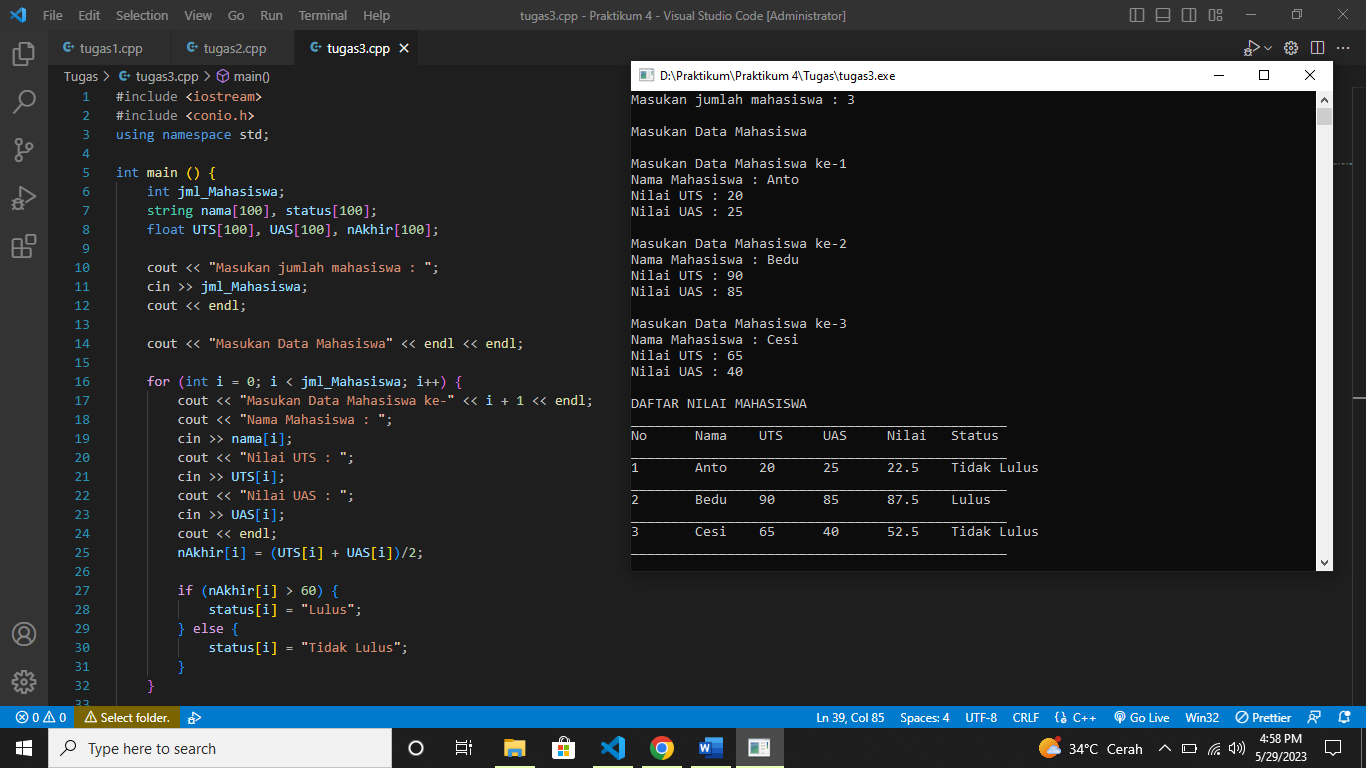 File Edit Selection View Go Run Terminal Help tugas3.cpp - Praktikum 4 - Visual Studio Code [Administrator]
tugas1.cpp tugas2.cpp tugas3.cpp
Tugas > tugas3.cpp > main()
1 #include <iostream>
2 #include <conio.h>
3 using namespace std;
4
5 int main () {
6 int jml_Mahasiswa;
7 string nama[100], status[100];
8 float UTS[100], UAS[100], nAkhir[100];
9
10 cout << "Masukan jumlah mahasiswa : ";
11 cin >> jml_Mahasiswa;
12 cout << endl;
13
14 cout << "Masukan Data Mahasiswa" << endl << endl;
15
16 for (int i = 0; i < jml_Mahasiswa; i++) {
17 cout << "Masukan Data Mahasiswa ke-" << i + 1 << endl;
18 cout << "Nama Mahasiswa : ";
19 cin >> nama[i];
20 cout << "Nilai UTS : ";
21 cin >> UTS[i];
22 cout << "Nilai UAS : ";
23 cin >> UAS[i];
24 cout << endl;
25 nAkhir[i] = (UTS[i] + UAS[i])/2;
26
27 if (nAkhir[i] > 60) {
28 status[i] = "Lulus";
29 } else {
30 status[i] = "Tidak Lulus";
31 }
32 }
33
D:\Praktikum\Praktikum 4\Tugas\tugas3.exe
Masukan jumlah mahasiswa : 3
Masukan Data Mahasiswa
Masukan Data Mahasiswa ke-1
Nama Mahasiswa : Anto
Nilai UTS : 20
Nilai UAS : 25
Masukan Data Mahasiswa ke-2
Nama Mahasiswa : Bedu
Nilai UTS : 90
Nilai UAS : 85
Masukan Data Mahasiswa ke-3
Nama Mahasiswa : Cesi
Nilai UTS : 65
Nilai UAS : 40
DAFTAR NILAI MAHASISWA
No Nama UTS UAS Nilai Status
1 Anto 20 25 22.5 Tidak Lulus
2 Bedu 90 85 87.5 Lulus
3 Cesi 65 40 52.5 Tidak Lulus
0 0 Select folder. Ln 39, Col 85 Spaces: 4 UTF-8 CRLF {} C++ Go Live Win32 Prettier
Type here to search 34°C Cerah 4:58 PM
5/29/2023